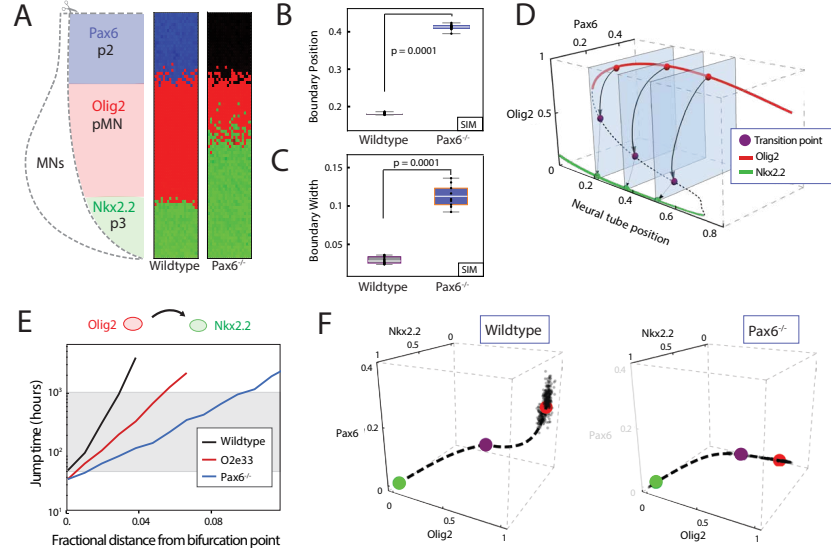 A
Pax6
p2
Olig2
pMN
MNs
Nkx2.2
p3
Wildtype
Pax6-/-
B
Boundary Position
0.4
0.3
0.2
p = 0.0001
Wildtype
Pax6-/-
SIM
C
Boundary Width
0.15
0.1
0.05
p = 0.0001
Wildtype
Pax6-/-
SIM
D
Pax6
0.2
0.4
1
Olig2
0.5
0
0.2
0.4
0.6
0.8
Neural tube position
Transition point
Olig2
Nkx2.2
E
Olig2
Nkx2.2
Jump time (hours)
10³
10²
10¹
0.
0.04
0.08
Wildtype
O2e33
Pax6-/-
Fractional distance from bifurcation point
F
Nkx2.2
0
0.5
1
Wildtype
0.4
Pax6
0.2
0
0
0.5
1
Olig2
Nkx2.2
0
0.5
1
Pax6-/-
0.4
Pax6
0.2
0
0
0.5
1
Olig2